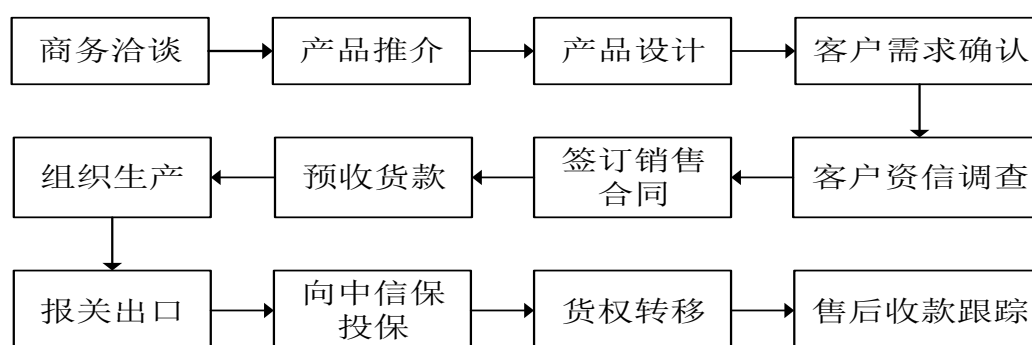 商务洽谈
产品推介
产品设计
客户需求确认
组织生产
预收货款
签订销售
合同
客户资信调查
报关出口
向中信保
投保
货权转移
售后收款跟踪